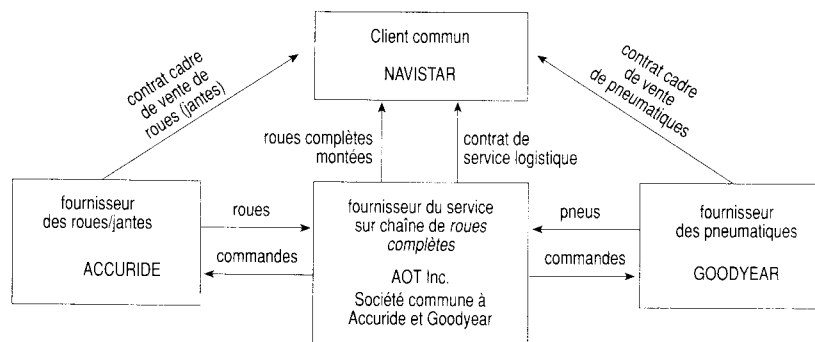 Client commun
NAVISTAR
contrat cadre
de vente de
roues (jantes)
contrat cadre
de vente
de pneumatiques
roues complètes
montées
contrat de
service logistique
fournisseur
des roues/jantes
ACCURIDE
roues
commandes
fournisseur du service
sur chaîne de roues
complètes
AOT Inc.
Société commune à
Accuride et Goodyear
pneus
commandes
fournisseur
des pneumatiques
GOODYEAR